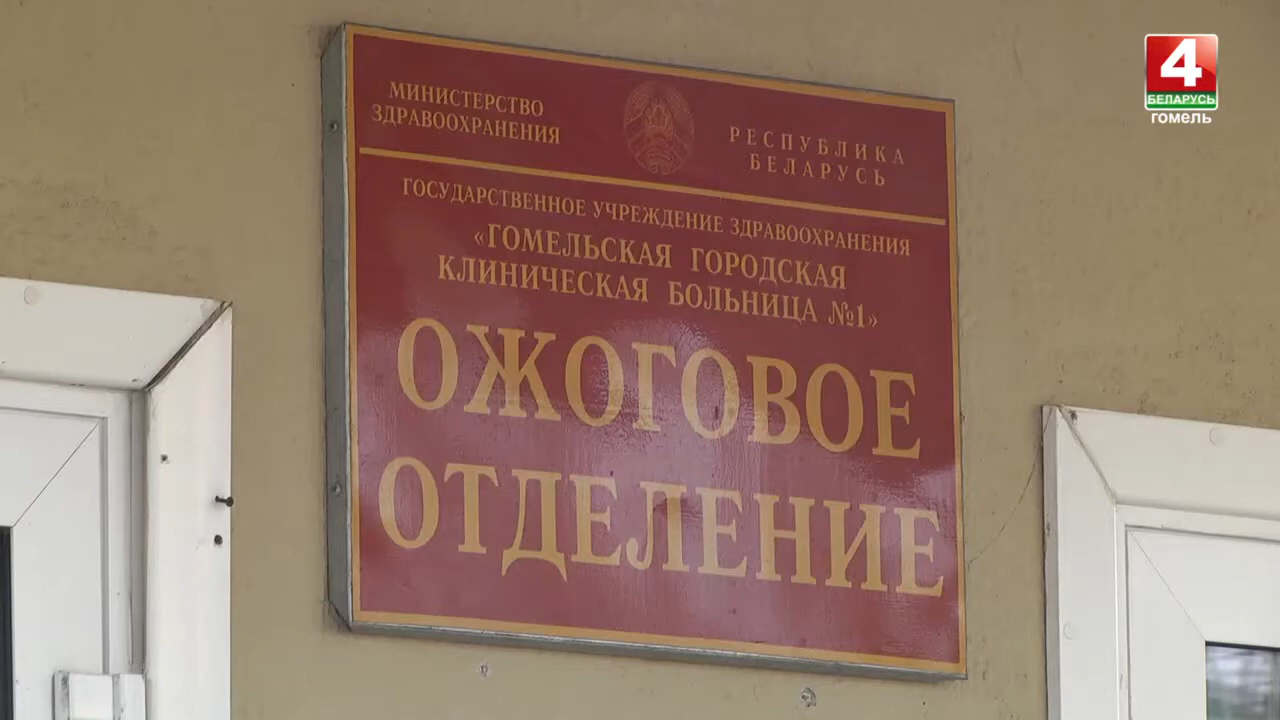 МИНИСТЕРСТВО
ЗДРАВООХРАНЕНИЯ
РЕСПУБЛИКА
БЕЛАРУСЬ
ГОСУДАРСТВЕННОЕ УЧРЕЖДЕНИЕ ЗДРАВООХРАНЕНИЯ
«ГОМЕЛЬСКАЯ ГОРОДСКАЯ
КЛИНИЧЕСКАЯ БОЛЬНИЦА №1»
ОЖОГОВОЕ
ОТДЕЛЕНИЕ
4
БЕЛАРУСЬ
гомель